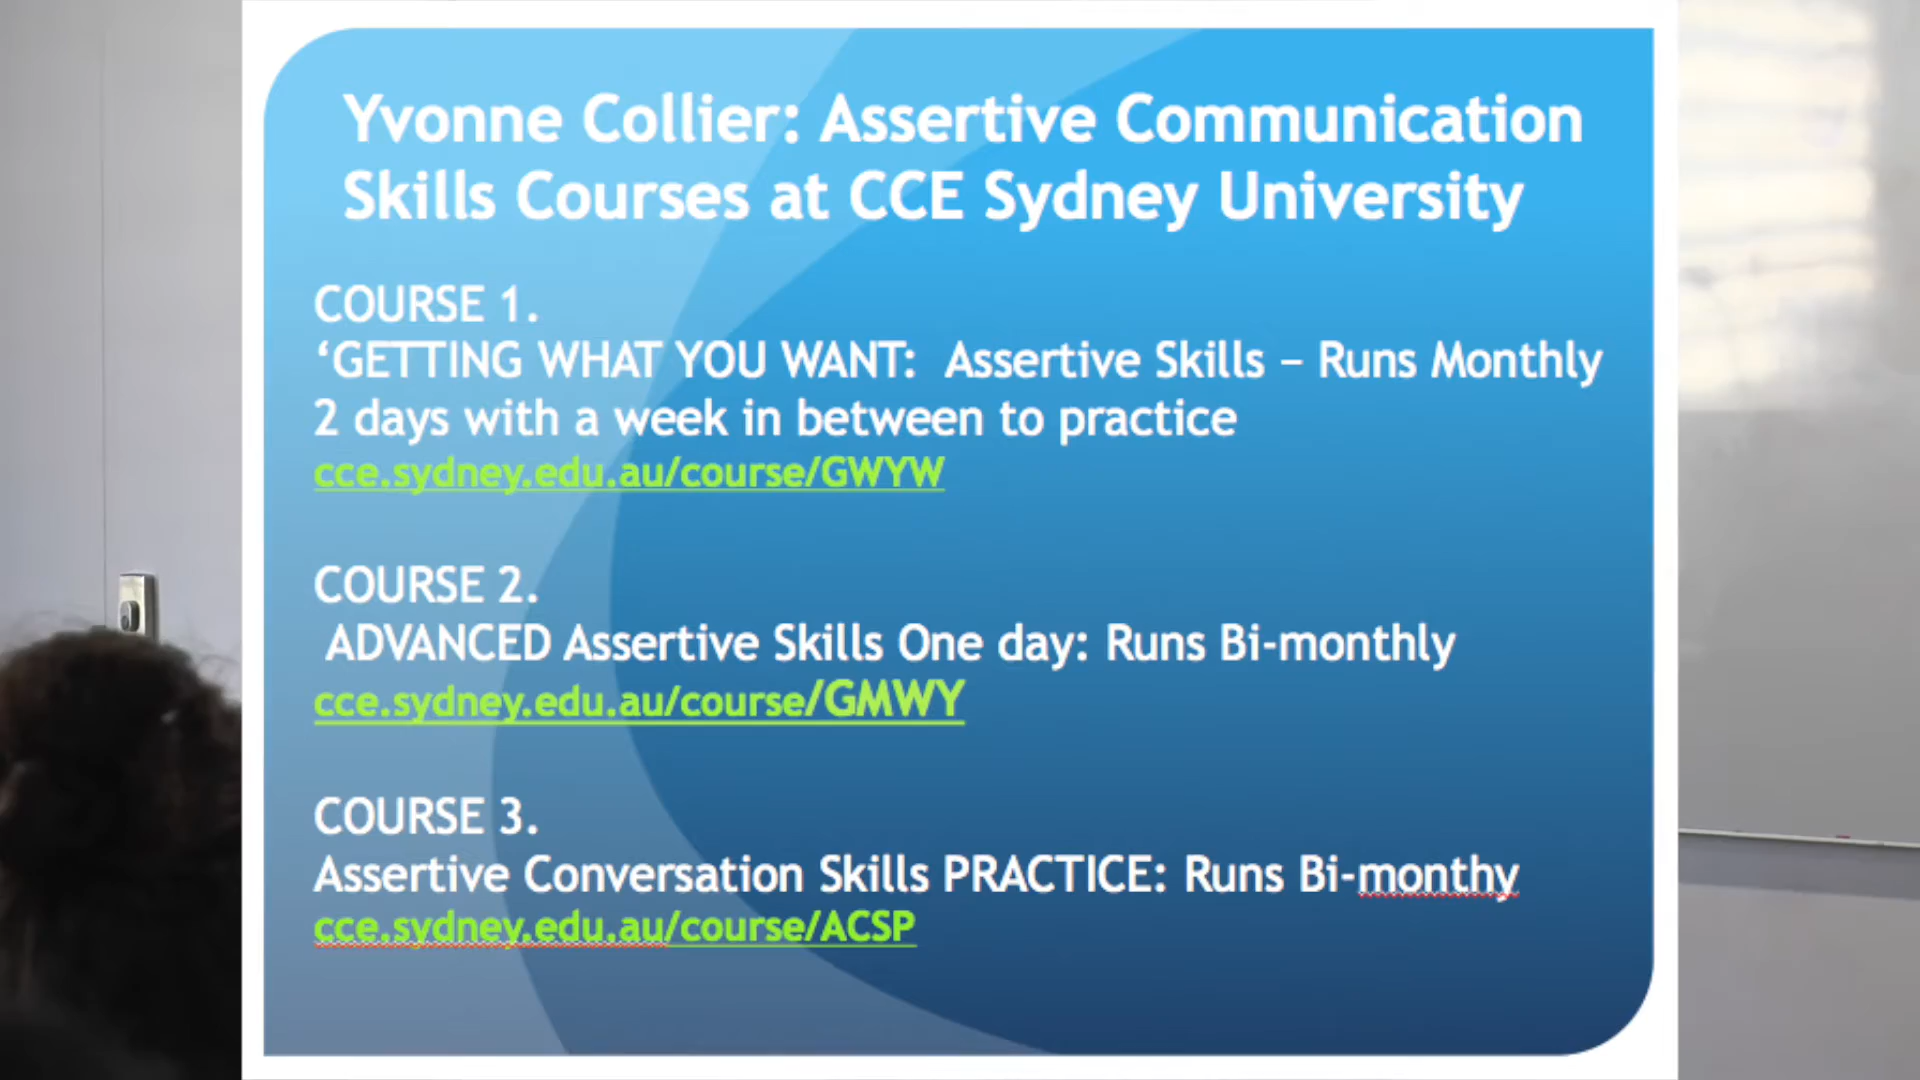 Yvonne Collier: Assertive Communication
Skills Courses at CCE Sydney University
COURSE 1.
‘GETTING WHAT YOU WANT:  Assertive Skills – Runs Monthly
2 days with a week in between to practice
cce.sydney.edu.au/course/GWYW
COURSE 2.
ADVANCED Assertive Skills One day: Runs Bi-monthly
cce.sydney.edu.au/course/GMWY
COURSE 3.
Assertive Conversation Skills PRACTICE: Runs Bi-monthy
cce.sydney.edu.au/course/ACSP